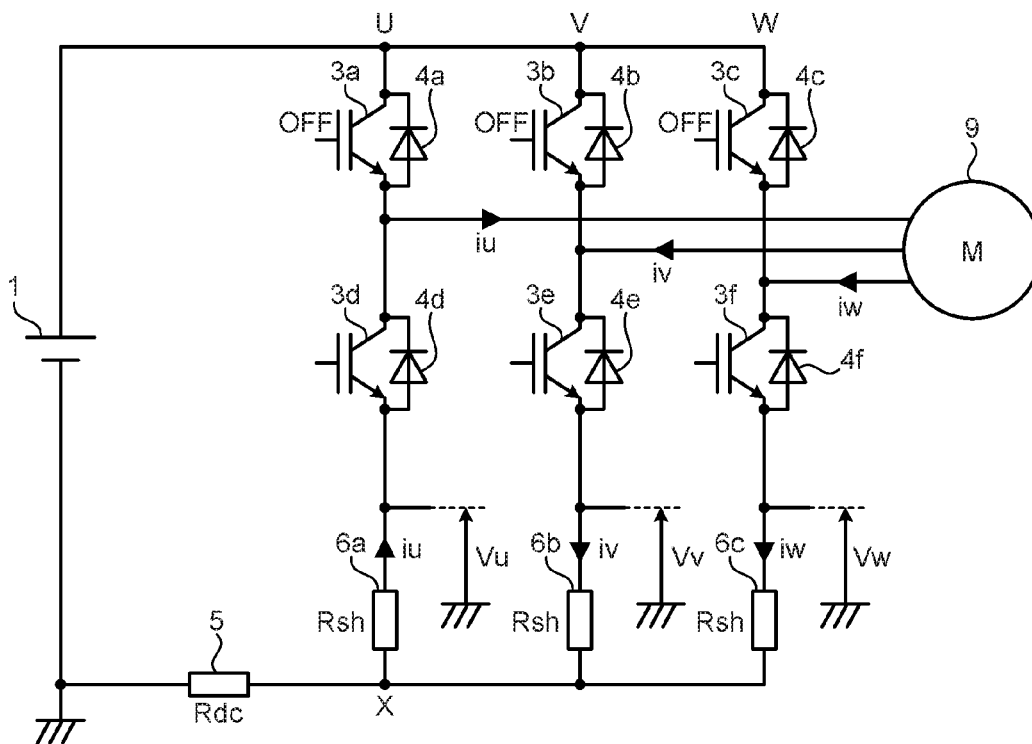 U V W
3a 4a 3b 4b 3c 4c
OFF OFF OFF 9
iu iv M
1 iw
3d 4d 3e 4e 3f
4f
6a iu Vu 6b iv Vv 6c iw Vw
5 Rsh Rsh Rsh
Rdc X